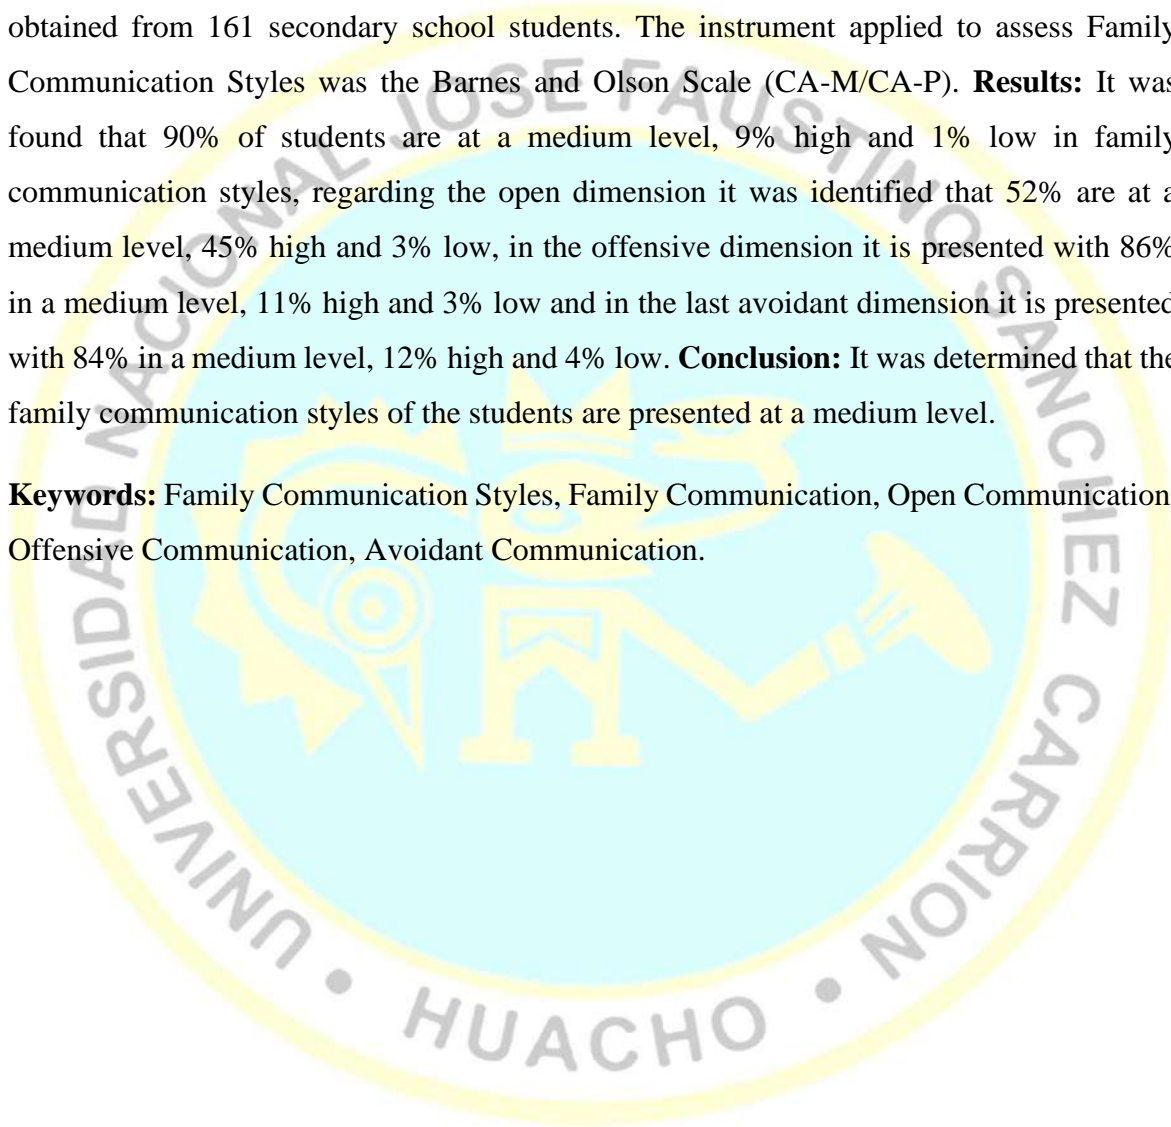 obtained from 161 secondary school students. The instrument applied to assess Family
Communication Styles was the Barnes and Olson Scale (CA-M/CA-P). Results: It was
found that 90% of students are at a medium level, 9% high and 1% low in family
communication styles, regarding the open dimension it was identified that 52% are at a
medium level, 45% high and 3% low, in the offensive dimension it is presented with 86%
in a medium level, 11% high and 3% low and in the last avoidant dimension it is presented
with 84% in a medium level, 12% high and 4% low. Conclusion: It was determined that the
family communication styles of the students are presented at a medium level.
Keywords: Family Communication Styles, Family Communication, Open Communication
Offensive Communication, Avoidant Communication.
UNIVERSIDAD NACIONAL JOSE FAUSTINO SANCHEZ CARRION
• HUACHO •